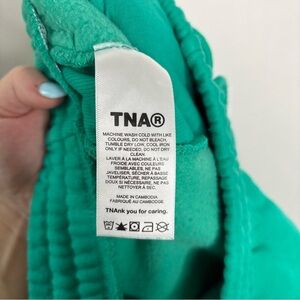 TNA®
MACHINE WASH COLD WITH LIKE
COLOURS, DO NOT BLEACH,
TUMBLE DRY LOW, COOL IRON
ONLY IF NEEDED. DO NOT DRY
CLEAN.
LAVER À LA MACHINE À L'EAU
FROIDE AVEC COULEURS
SEMBLABLES, NE PAS
JAVELISER, SÉCHER À BASSE
TEMPÉRATURE, REPASSAGE
DOUX SI NÉCESSAIRE. NE PAS
NETTOYER À SEC.
MADE IN CAMBODIA
FABRIQUÉ AU CAMBODGE
TNAnk you for caring.